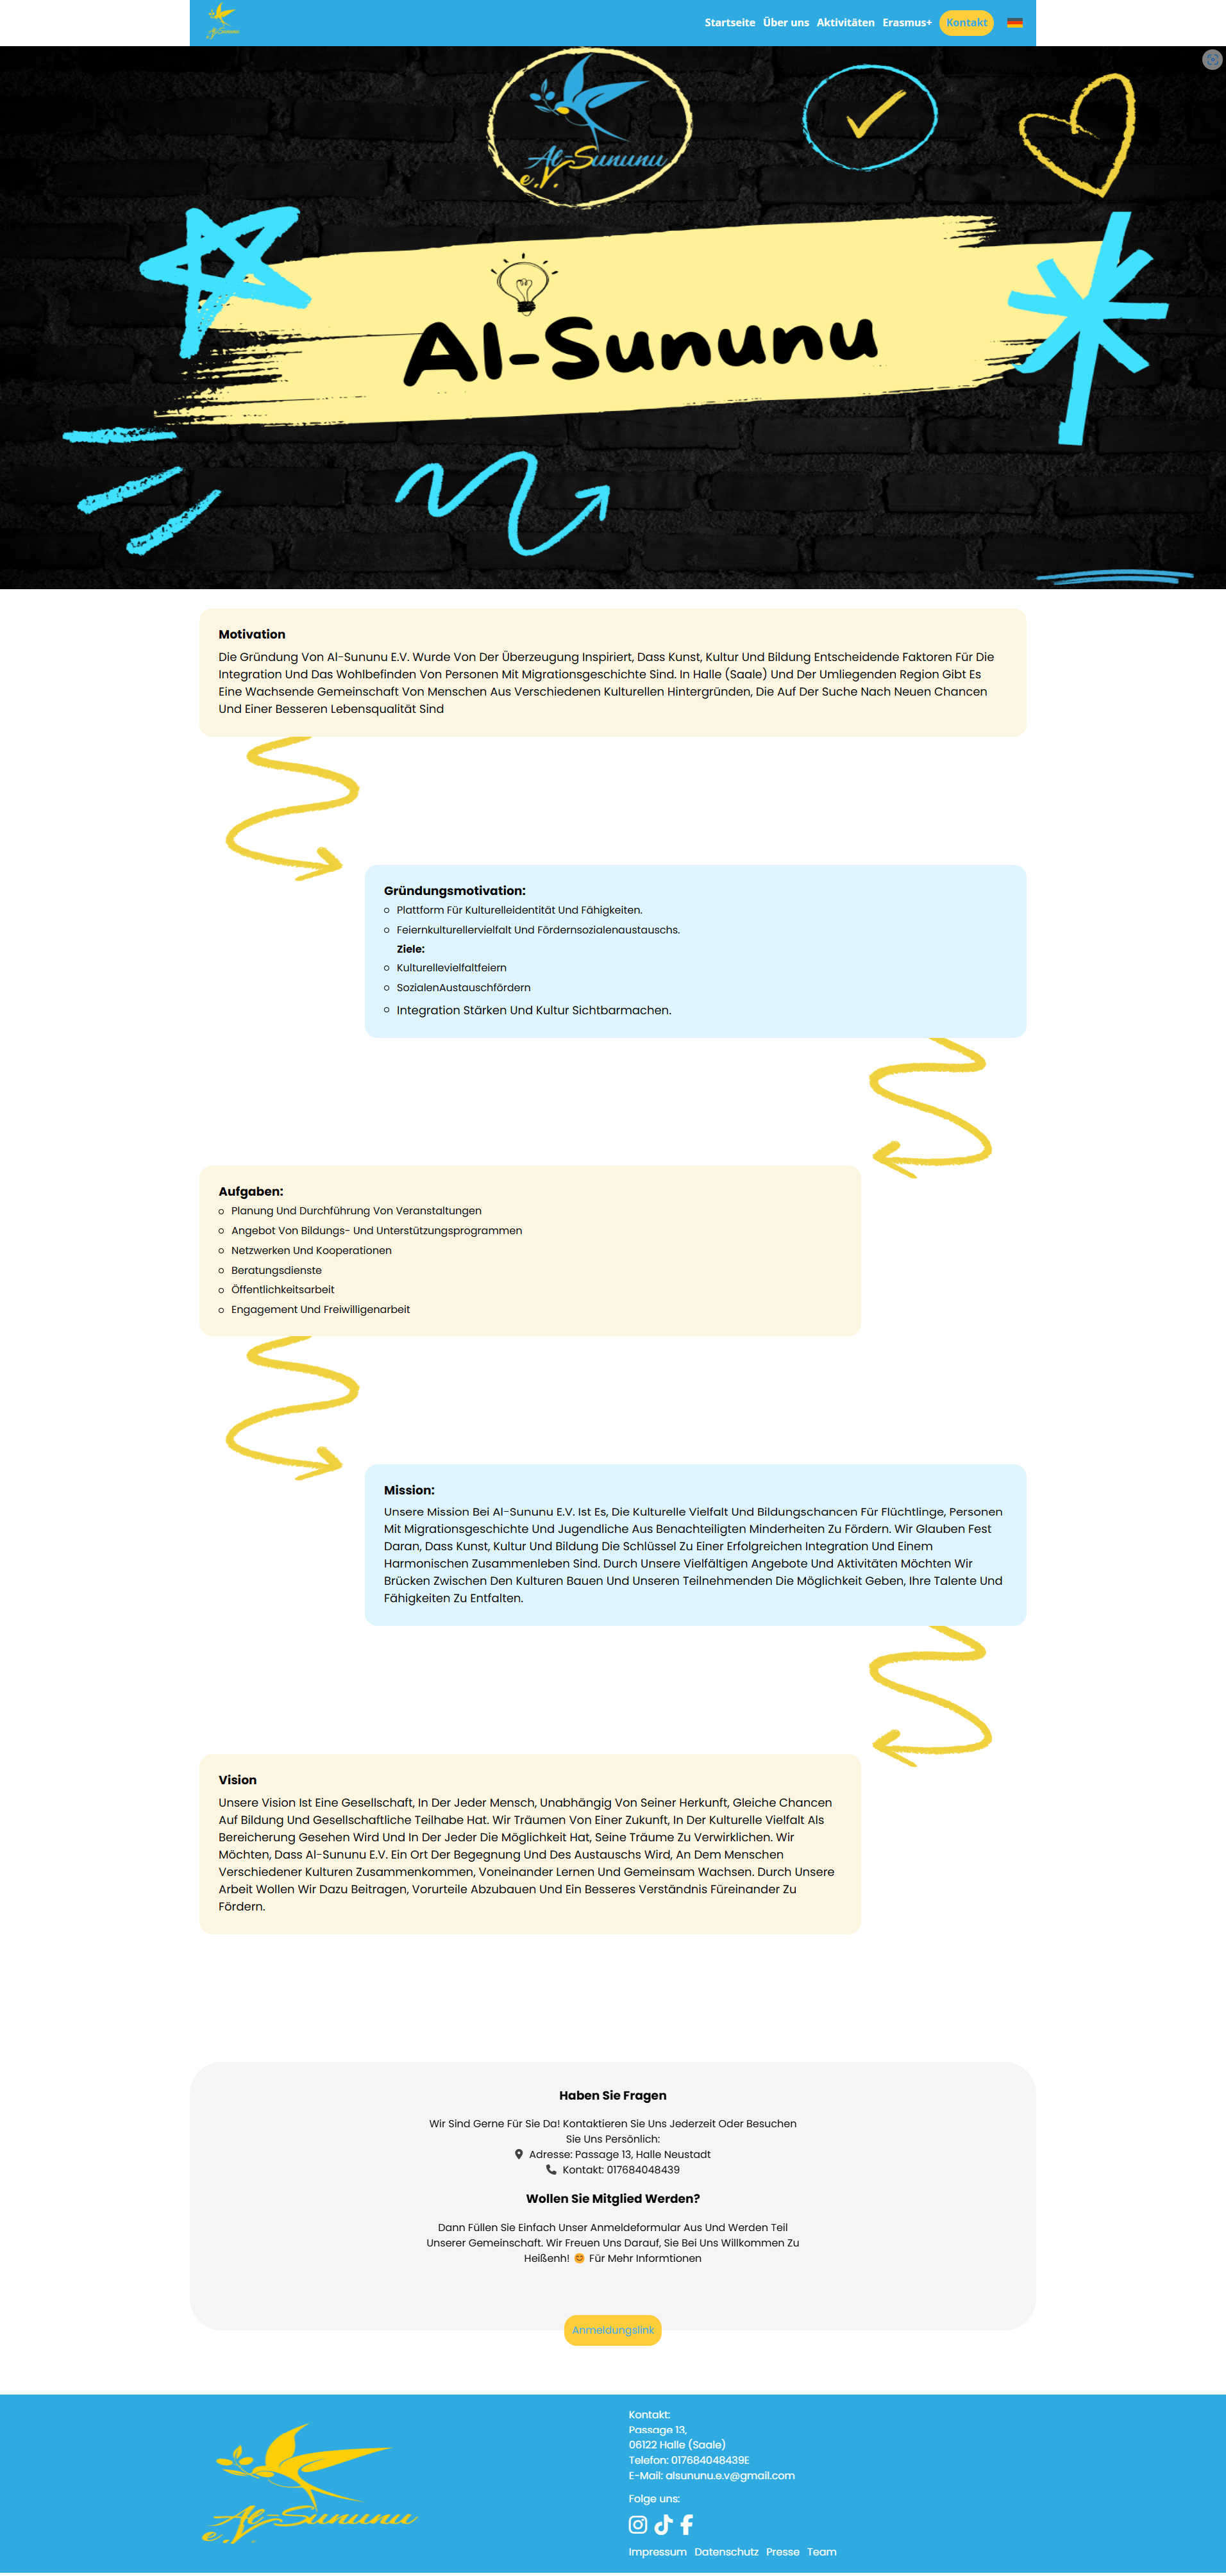 Al-Sununu
e.V.
Startseite Über uns Aktivitäten Erasmus+ Kontakt
Al-Sununu
e.V.
Al-Sununu
Motivation
Die Gründung Von Al-Sununu E.V. Wurde Von Der Überzeugung Inspiriert, Dass Kunst, Kultur Und Bildung Entscheidende Faktoren Für Die
Integration Und Das Wohlbefinden Von Personen Mit Migrationsgeschichte Sind. In Halle (Saale) Und Der Umliegenden Region Gibt Es
Eine Wachsende Gemeinschaft Von Menschen Aus Verschiedenen Kulturellen Hintergründen, Die Auf Der Suche Nach Neuen Chancen
Und Einer Besseren Lebensqualität Sind
Gründungsmotivation:
Plattform Für Kulturelleidentität Und Fähigkeiten.
Feiernkulturellervielfalt Und Fördernsozialenaustauschs.
Ziele:
Kulturellevielfaltfeiern
SozialenAustauschfördern
Integration Stärken Und Kultur Sichtbarmachen.
Aufgaben:
Planung Und Durchführung Von Veranstaltungen
Angebot Von Bildungs- Und Unterstützungsprogrammen
Netzwerken Und Kooperationen
Beratungsdienste
Öffentlichkeitsarbeit
Engagement Und Freiwilligenarbeit
Mission:
Unsere Mission Bei Al-Sununu E.V. Ist Es, Die Kulturelle Vielfalt Und Bildungschancen Für Flüchtlinge, Personen
Mit Migrationsgeschichte Und Jugendliche Aus Benachteiligten Minderheiten Zu Fördern. Wir Glauben Fest
Daran, Dass Kunst, Kultur Und Bildung Die Schlüssel Zu Einer Erfolgreichen Integration Und Einem
Harmonischen Zusammenleben Sind. Durch Unsere Vielfältigen Angebote Und Aktivitäten Möchten Wir
Brücken Zwischen Den Kulturen Bauen Und Unseren Teilnehmenden Die Möglichkeit Geben, Ihre Talente Und
Fähigkeiten Zu Entfalten.
Vision
Unsere Vision Ist Eine Gesellschaft, In Der Jeder Mensch, Unabhängig Von Seiner Herkunft, Gleiche Chancen
Auf Bildung Und Gesellschaftliche Teilhabe Hat. Wir Träumen Von Einer Zukunft, In Der Kulturelle Vielfalt Als
Bereicherung Gesehen Wird Und In Der Jeder Die Möglichkeit Hat, Seine Träume Zu Verwirklichen. Wir
Möchten, Dass Al-Sununu E.V. Ein Ort Der Begegnung Und Des Austauschs Wird, An Dem Menschen
Verschiedener Kulturen Zusammenkommen, Voneinander Lernen Und Gemeinsam Wachsen. Durch Unsere
Arbeit Wollen Wir Dazu Beitragen, Vorurteile Abzubauen Und Ein Besseres Verständnis Füreinander Zu
Fördern.
Haben Sie Fragen
Wir Sind Gerne Für Sie Da! Kontaktieren Sie Uns Jederzeit Oder Besuchen
Sie Uns Persönlich:
Adresse: Passage 13, Halle Neustadt
Kontakt: 017684048439
Wollen Sie Mitglied Werden?
Dann Füllen Sie Einfach Unser Anmeldeformular Aus Und Werden Teil
Unserer Gemeinschaft. Wir Freuen Uns Darauf, Sie Bei Uns Willkommen Zu
Heißenh! 😊 Für Mehr Informtionen
Anmeldungslink
Al-Sununu
e.V.
Kontakt:
Passage 13,
06122 Halle (Saale)
Telefon: 017684048439E
E-Mail: alsununu.e.v@gmail.com
Folge uns:
Impressum Datenschutz Presse Team